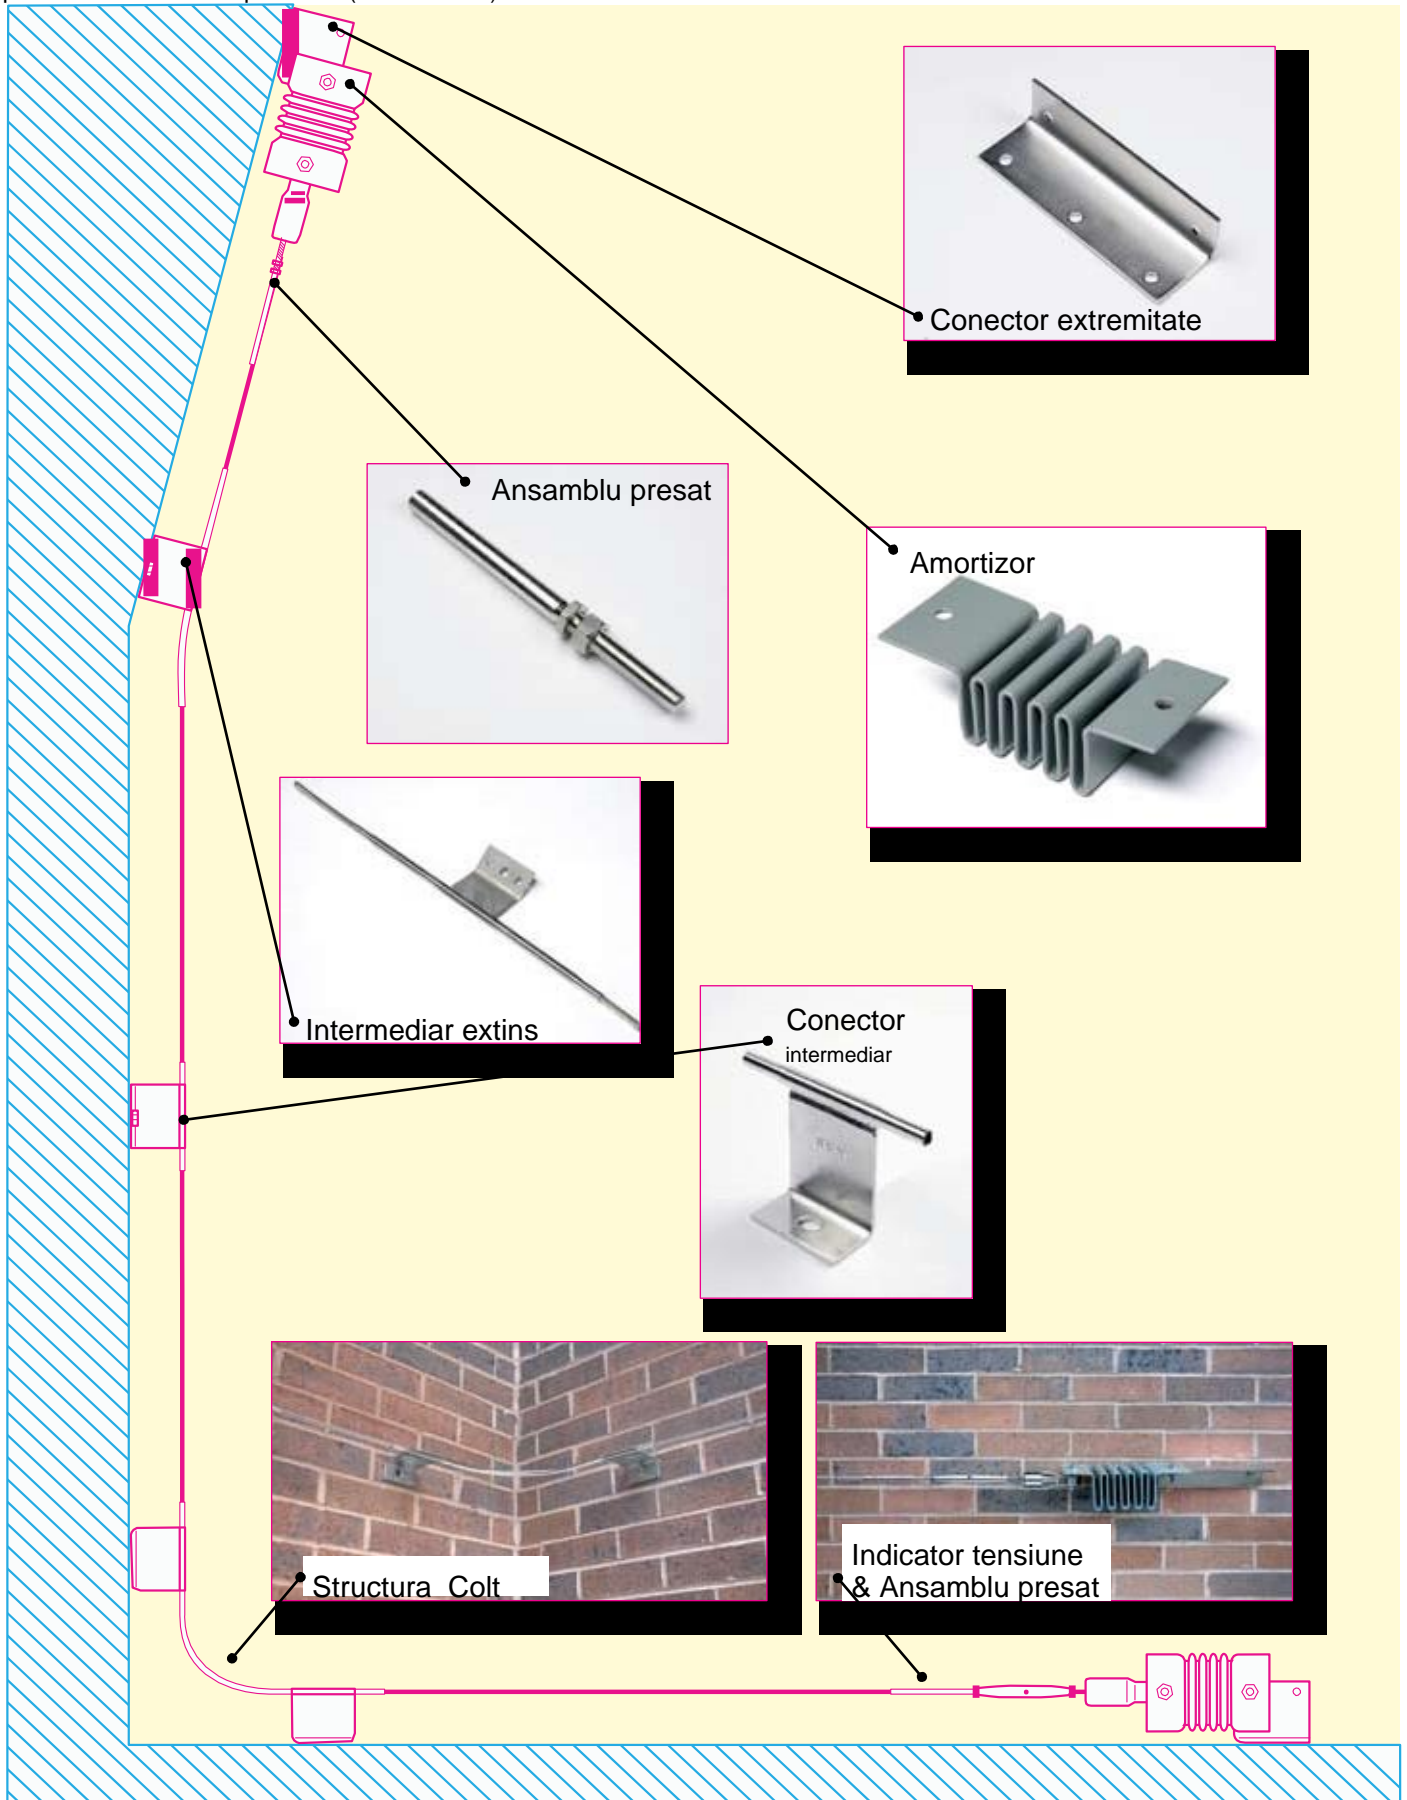 Conector extremitate
Ansamblu presat
Amortizor
Intermediar extins
Conector
intermediar
Structura Colt
Indicator tensiune
& Ansamblu presat